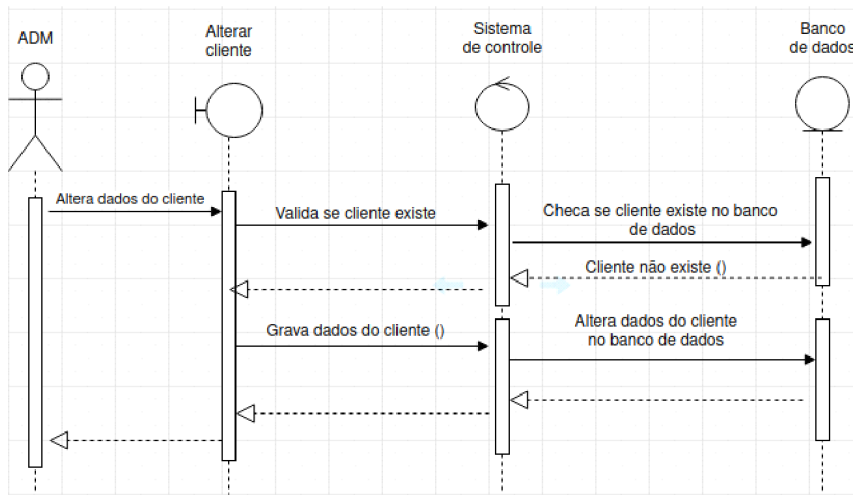 ADM
Alterar
cliente
Sistema
de controle
Banco
de dados
Altera dados do cliente
Valida se cliente existe
Checa se cliente existe no banco
de dados
Cliente não existe ()
Grava dados do cliente ()
Altera dados do cliente
no banco de dados